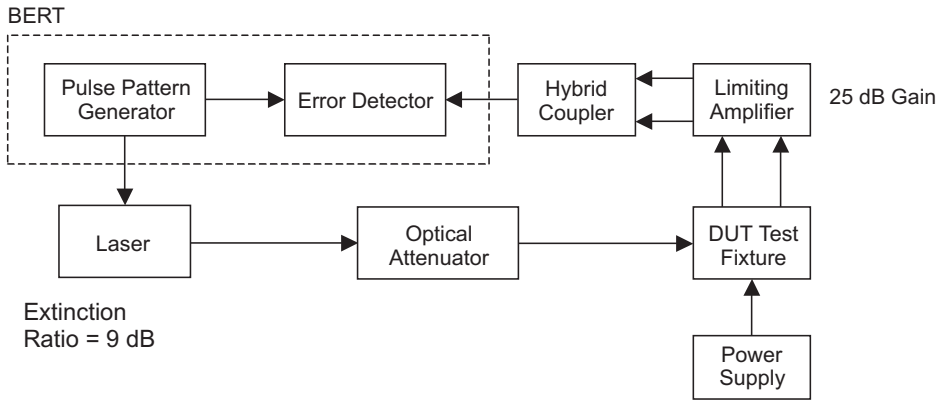 BERT
Pulse Pattern
Generator
Error Detector
Hybrid
Coupler
Limiting
Amplifier
25 dB Gain
Laser
Optical
Attenuator
DUT Test
Fixture
Extinction
Ratio = 9 dB
Power
Supply